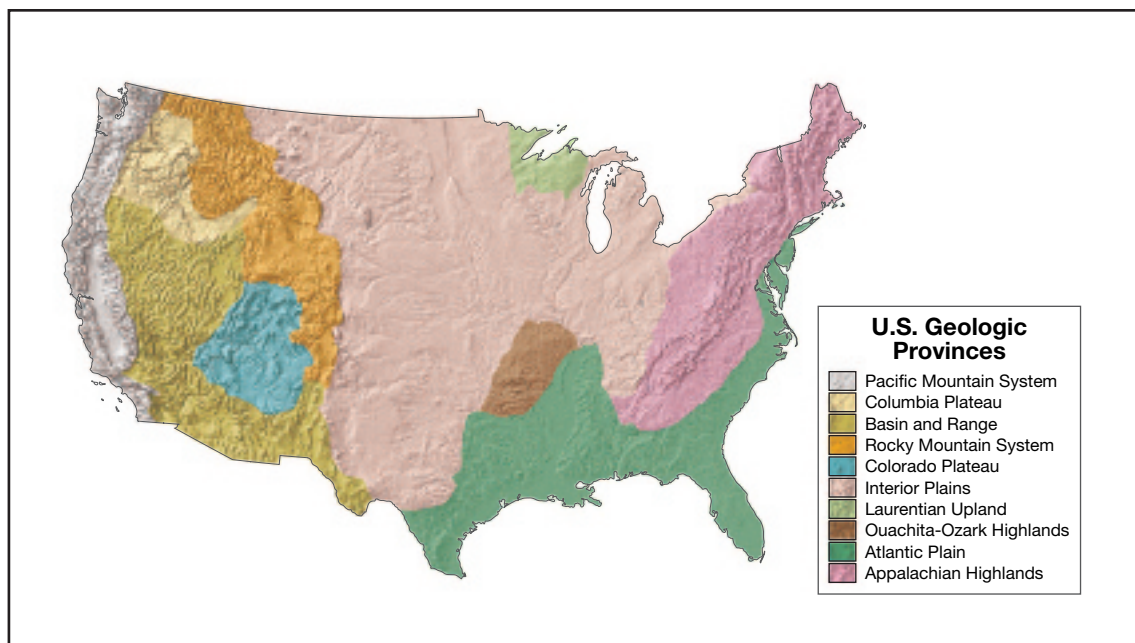 U.S. Geologic
Provinces
Pacific Mountain System
Columbia Plateau
Basin and Range
Rocky Mountain System
Colorado Plateau
Interior Plains
Laurentian Upland
Ouachita-Ozark Highlands
Atlantic Plain
Appalachian Highlands